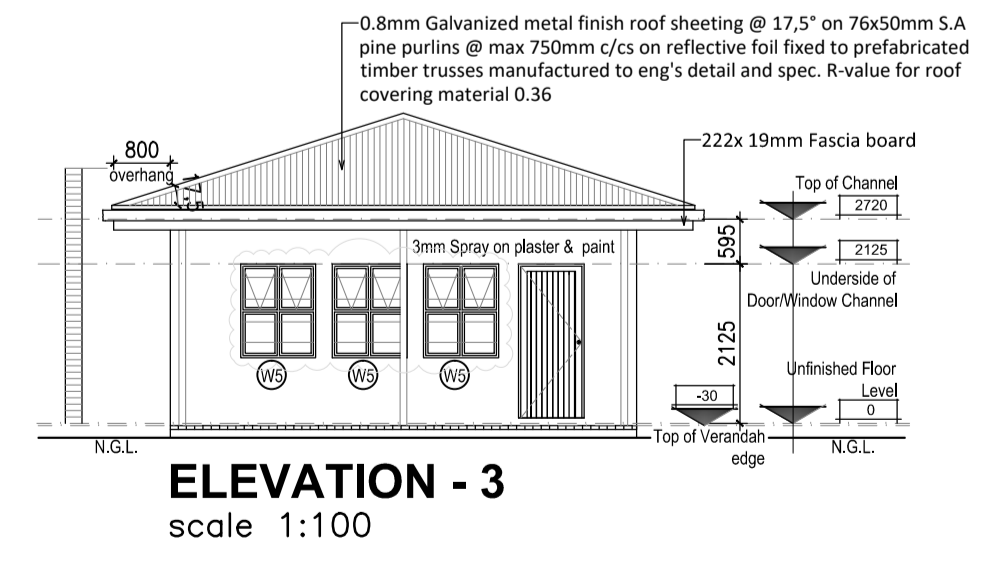 0.8mm Galvanized metal finish roof sheeting @ 17,5° on 76x50mm S.A
pine purlins @ max 750mm c/cs on reflective foil fixed to prefabricated
timber trusses manufactured to eng's detail and spec. R-value for roof
covering material 0.36
222x 19mm Fascia board
800
overhang
Top of Channel
2720
595
2125
Underside of
Door/Window Channel
3mm Spray on plaster & paint
2125
Unfinished Floor
Level
0
-30
Top of Verandah
edge
W5
W5
W5
N.G.L.
N.G.L.
ELEVATION - 3
scale 1:100